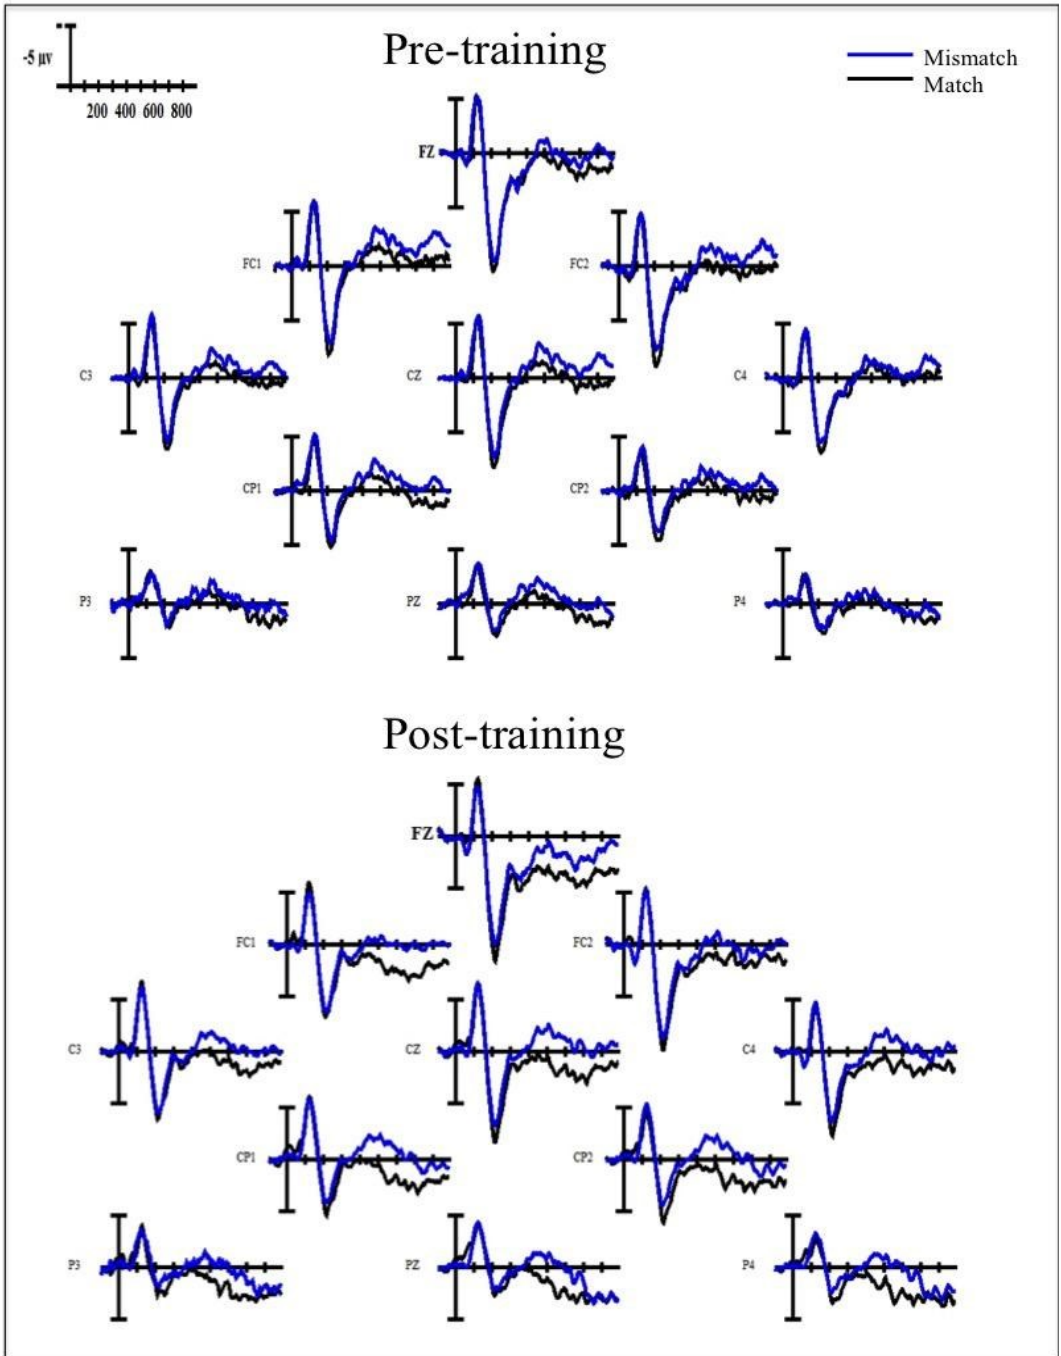 Pre-training
-5 μv
200 400 600 800
Mismatch
Match
FZ
FC1 FC2
C3 CZ C4
CP1 CP2
P3 PZ P4
Post-training
FZ
FC1 FC2
C3 CZ C4
CP1 CP2
P3 PZ P4